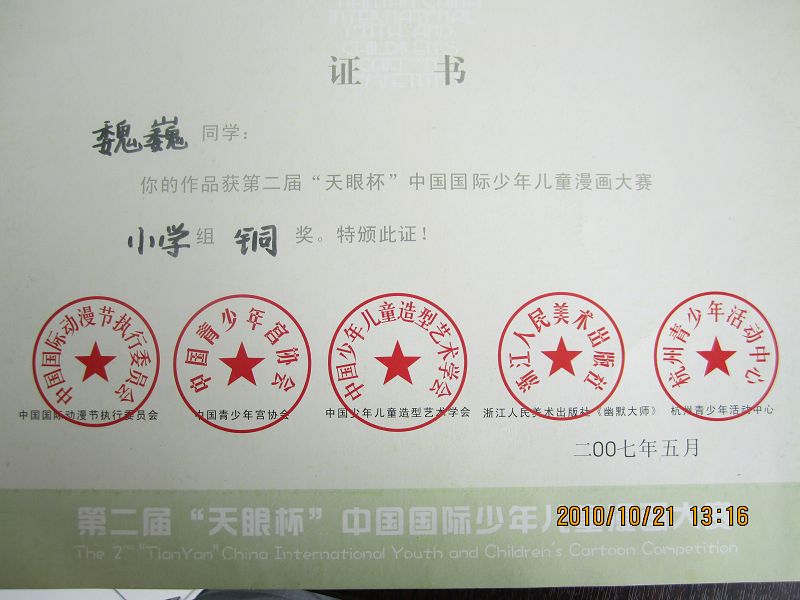 证 书
魏巍 同学：
你的作品获第二届“天眼杯”中国国际少年儿童漫画大赛
小学 组 铜 奖。特颁此证！
中国国际动漫节执行委员会
中国青少年宫协会
中国少年儿童造型艺术学会
浙江人民美术出版社
杭州青少年活动中心
中国国际动漫节执行委员会
中国青少年宫协会
中国少年儿童造型艺术学会
浙江人民美术出版社《幽默大师》
杭州青少年活动中心
二00七年五月
第二届“天眼杯”中国国际少年儿童漫画大赛
2010/10/21 13:16
The 2nd "TianYan" China International Youth and Children's Cartoon Competition